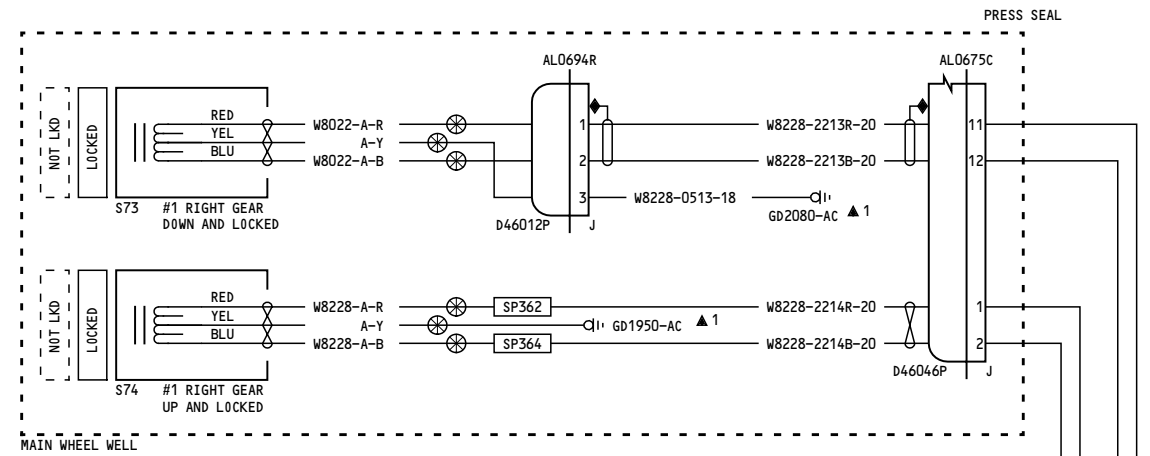 PRESS SEAL
AL0694R
AL0675C
NOT LKD
LOCKED
RED
YEL
BLU
W8022-A-R
A-Y
W8022-A-B
1
2
3
W8228-2213R-20
W8228-2213B-20
11
12
W8228-0513-18
GD2080-AC
1
S73
#1 RIGHT GEAR
DOWN AND LOCKED
D46012P
J
NOT LKD
LOCKED
RED
YEL
BLU
W8228-A-R
A-Y
W8228-A-B
SP362
SP364
GD1950-AC
1
W8228-2214R-20
W8228-2214B-20
1
2
D46046P
J
S74
#1 RIGHT GEAR
UP AND LOCKED
MAIN WHEEL WELL